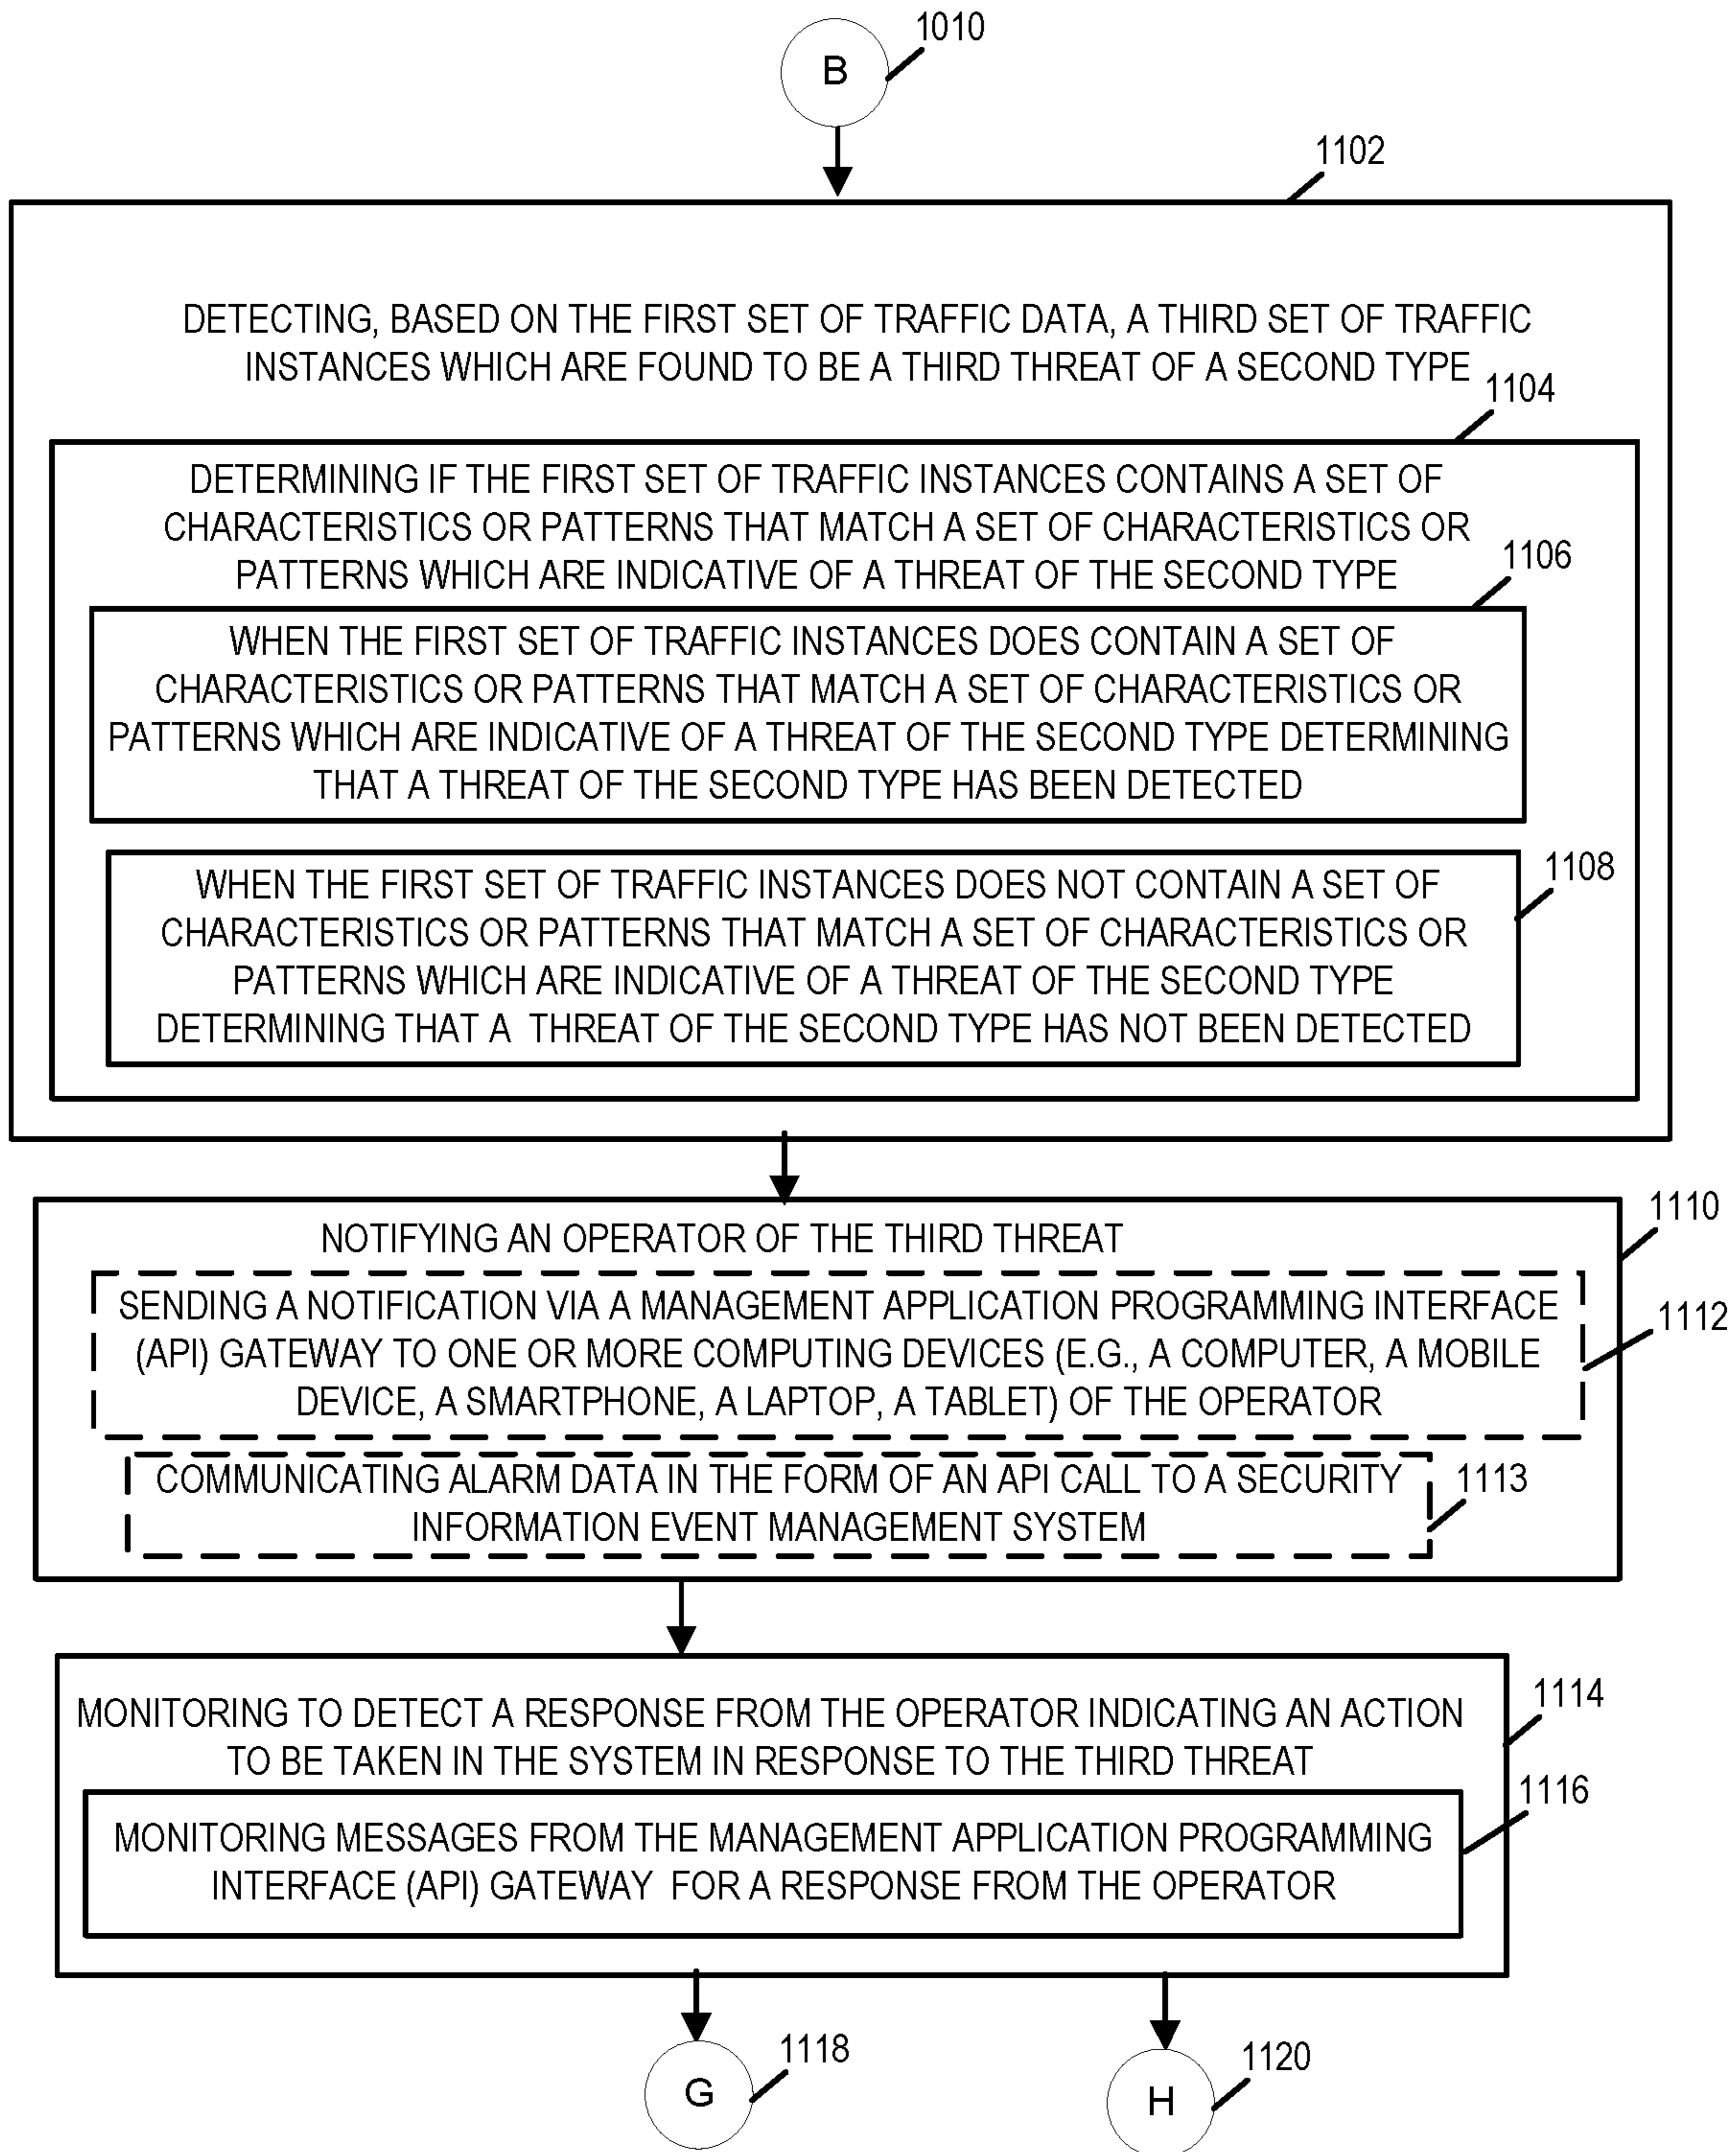 1010
B
1102
DETECTING, BASED ON THE FIRST SET OF TRAFFIC DATA, A THIRD SET OF TRAFFIC
INSTANCES WHICH ARE FOUND TO BE A THIRD THREAT OF A SECOND TYPE
1104
DETERMINING IF THE FIRST SET OF TRAFFIC INSTANCES CONTAINS A SET OF
CHARACTERISTICS OR PATTERNS THAT MATCH A SET OF CHARACTERISTICS OR
PATTERNS WHICH ARE INDICATIVE OF A THREAT OF THE SECOND TYPE
1106
WHEN THE FIRST SET OF TRAFFIC INSTANCES DOES CONTAIN A SET OF
CHARACTERISTICS OR PATTERNS THAT MATCH A SET OF CHARACTERISTICS OR
PATTERNS WHICH ARE INDICATIVE OF A THREAT OF THE SECOND TYPE DETERMINING
THAT A THREAT OF THE SECOND TYPE HAS BEEN DETECTED
1108
WHEN THE FIRST SET OF TRAFFIC INSTANCES DOES NOT CONTAIN A SET OF
CHARACTERISTICS OR PATTERNS THAT MATCH A SET OF CHARACTERISTICS OR
PATTERNS WHICH ARE INDICATIVE OF A THREAT OF THE SECOND TYPE
DETERMINING THAT A THREAT OF THE SECOND TYPE HAS NOT BEEN DETECTED
1110
NOTIFYING AN OPERATOR OF THE THIRD THREAT
SENDING A NOTIFICATION VIA A MANAGEMENT APPLICATION PROGRAMMING INTERFACE
(API) GATEWAY TO ONE OR MORE COMPUTING DEVICES (E.G., A COMPUTER, A MOBILE
DEVICE, A SMARTPHONE, A LAPTOP, A TABLET) OF THE OPERATOR
1112
COMMUNICATING ALARM DATA IN THE FORM OF AN API CALL TO A SECURITY
INFORMATION EVENT MANAGEMENT SYSTEM
1113
MONITORING TO DETECT A RESPONSE FROM THE OPERATOR INDICATING AN ACTION
TO BE TAKEN IN THE SYSTEM IN RESPONSE TO THE THIRD THREAT
1114
1116
MONITORING MESSAGES FROM THE MANAGEMENT APPLICATION PROGRAMMING
INTERFACE (API) GATEWAY FOR A RESPONSE FROM THE OPERATOR
1118
G
1120
H